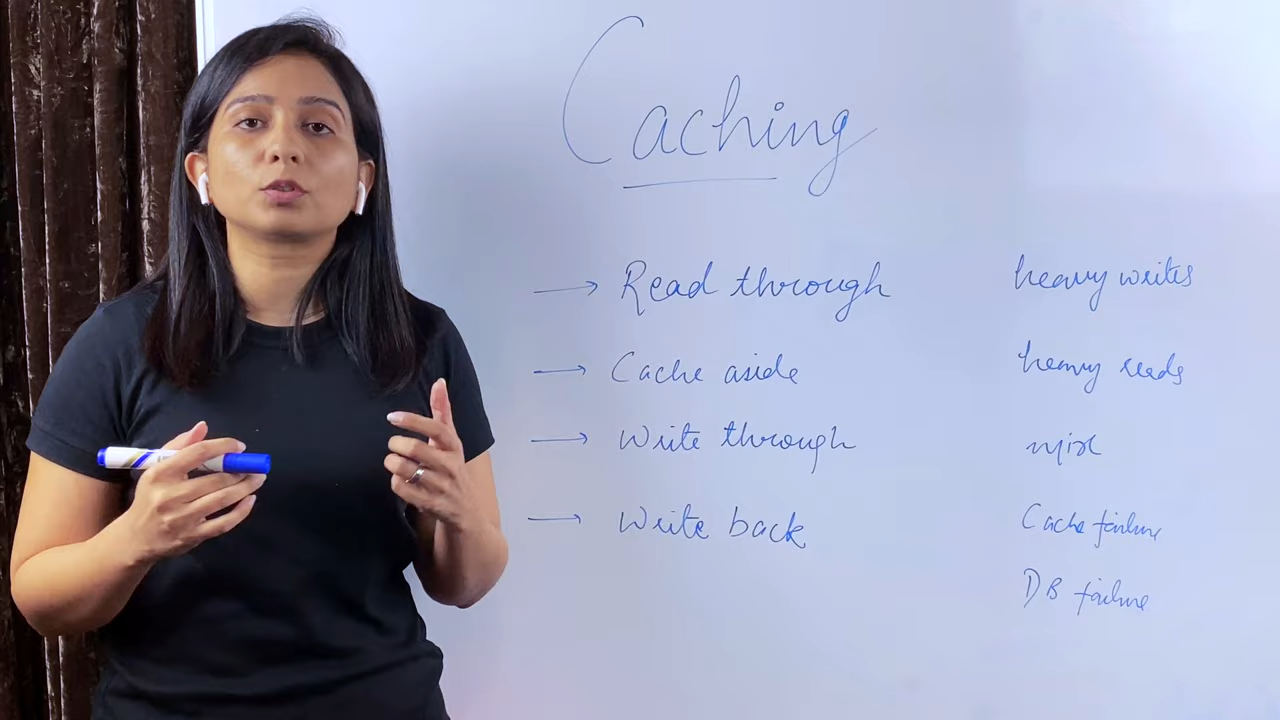 Caching
Read through
Cache aside
Write through
Write back
heavy writes
heavy reads
mix
Cache failure
DB failure